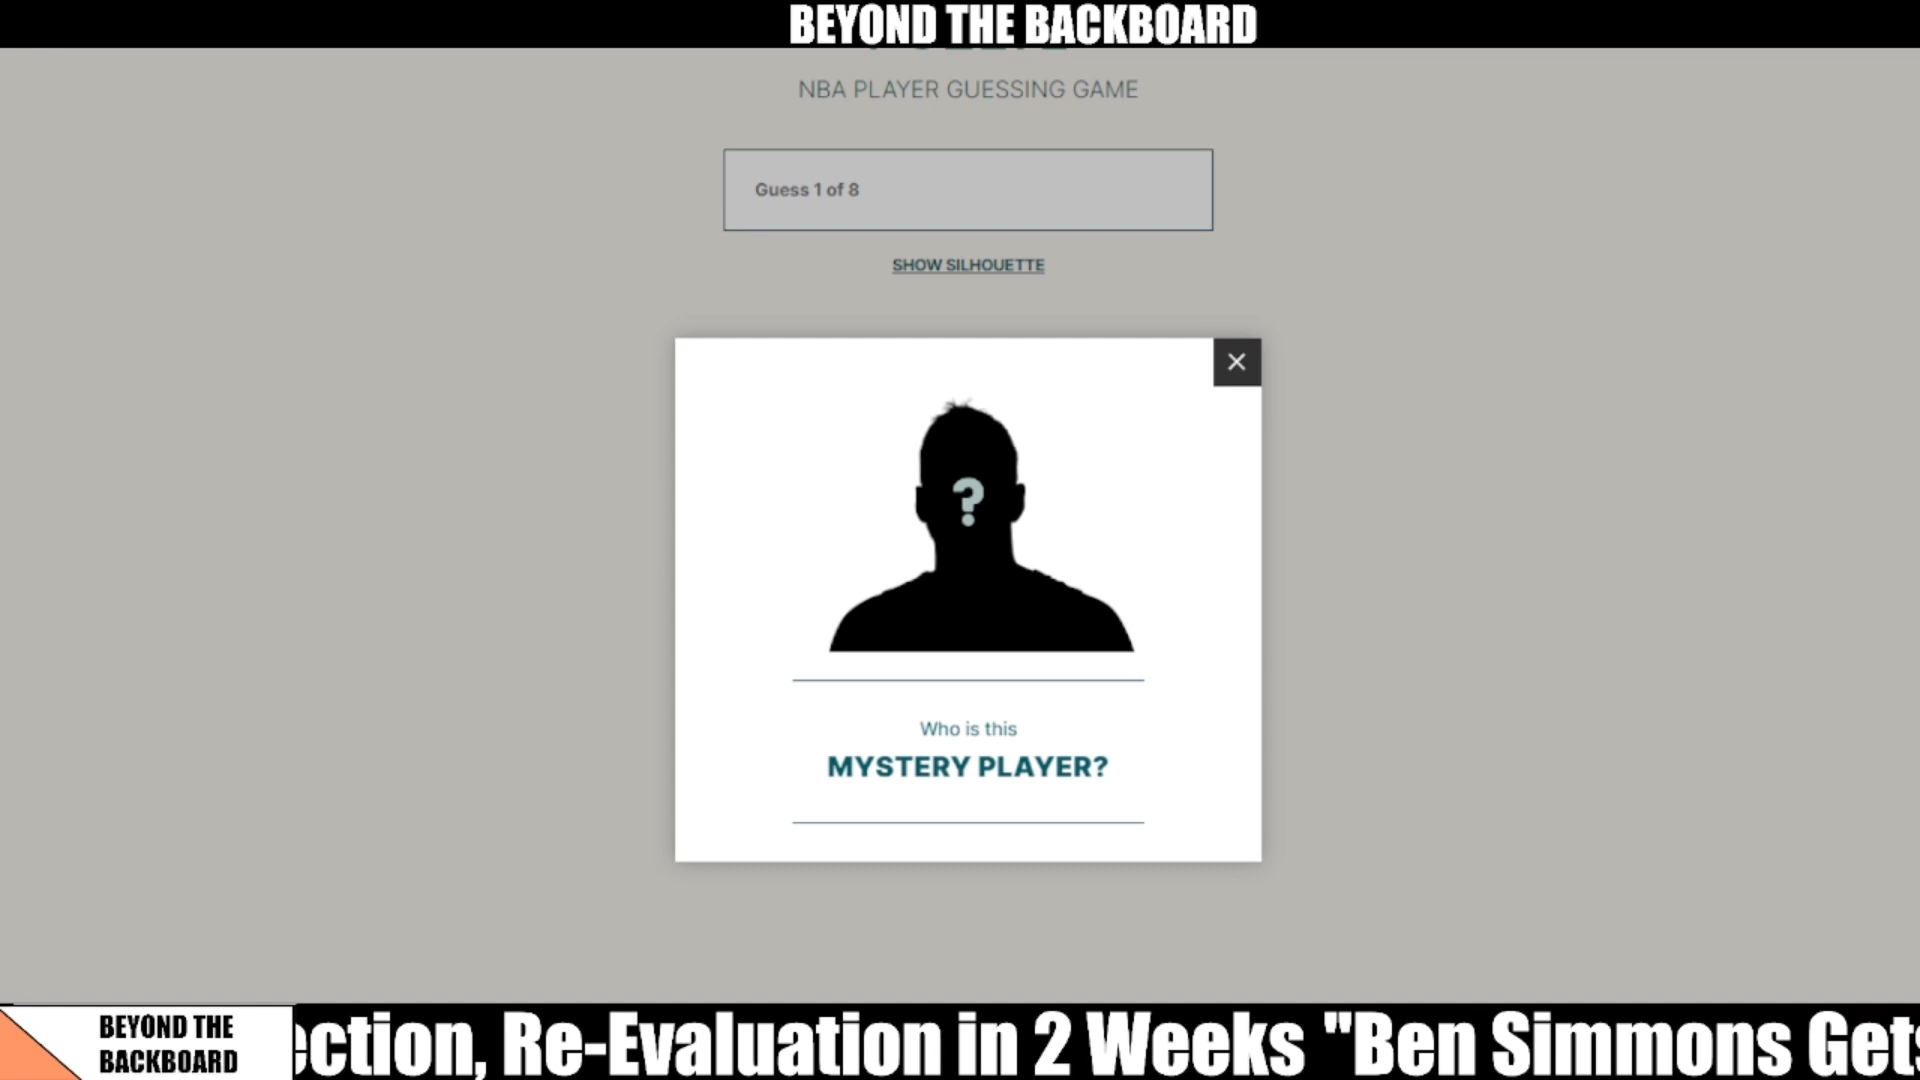 BEYOND THE BACKBOARD
NBA PLAYER GUESSING GAME
Guess 1 of 8
SHOW SILHOUETTE
×
?
Who is this
MYSTERY PLAYER?
BEYOND THE
BACKBOARD
ection, Re-Evaluation in 2 Weeks "Ben Simmons Gets